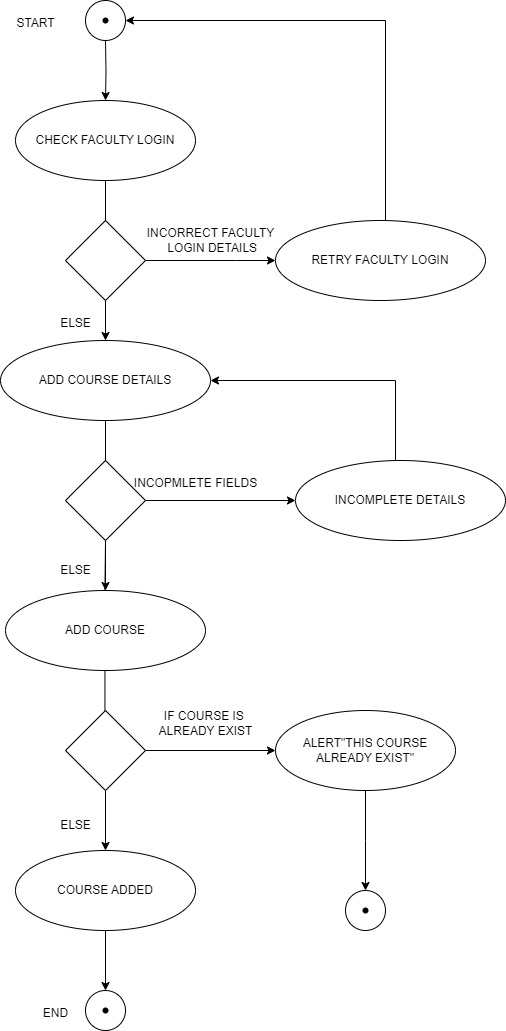 START
CHECK FACULTY LOGIN
INCORRECT FACULTY
LOGIN DETAILS
RETRY FACULTY LOGIN
ELSE
ADD COURSE DETAILS
INCOPMLETE FIELDS
INCOMPLETE DETAILS
ELSE
ADD COURSE
IF COURSE IS
ALREADY EXIST
ALERT"THIS COURSE
ALREADY EXIST"
ELSE
COURSE ADDED
END